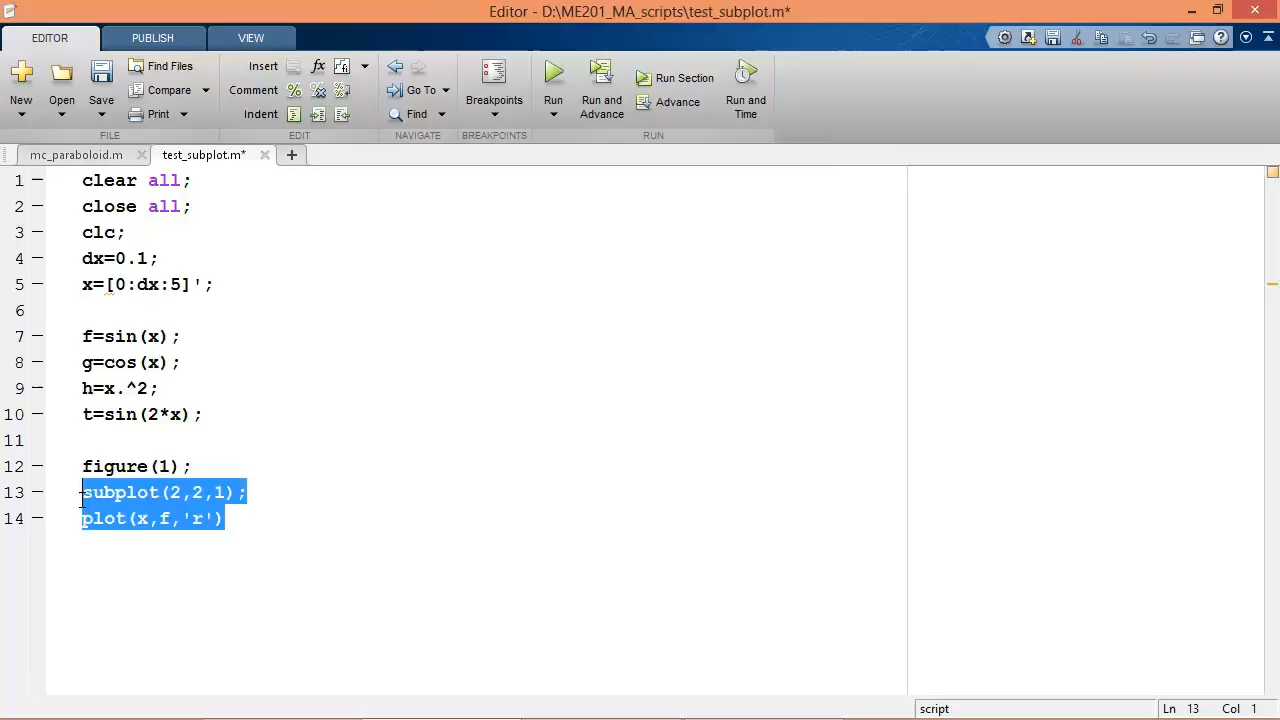 Editor - D:\ME201_MA_scripts\test_subplot.m*
EDITOR PUBLISH VIEW
New Open Save Find Files Compare Print
Insert fx Comment Indent
Go To Find
Breakpoints
Run Run and Advance Run Section Advance Run and Time
FILE EDIT NAVIGATE BREAKPOINTS RUN
mc_paraboloid.m test_subplot.m*
1 clear all;
2 close all;
3 clc;
4 dx=0.1;
5 x=[0:dx:5]';
6
7 f=sin(x);
8 g=cos(x);
9 h=x.^2;
10 t=sin(2*x);
11
12 figure(1);
13 subplot(2,2,1);
14 plot(x,f,'r')
script Ln 13 Col 1